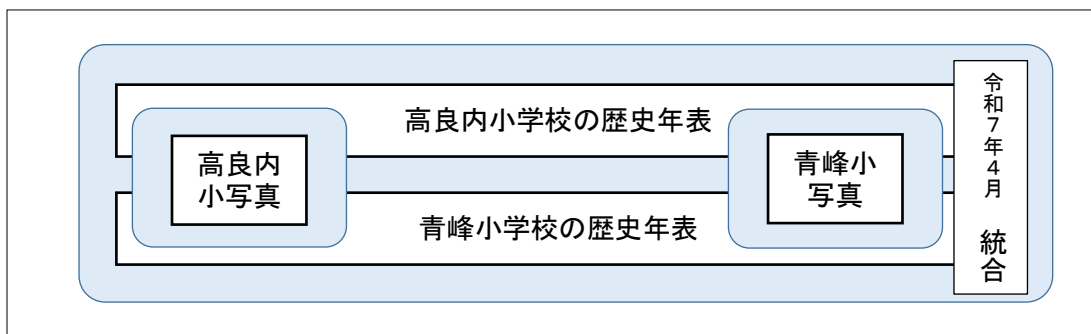 高良内小学校の歴史年表
高良内
小写真
青峰小
写真
青峰小学校の歴史年表
令和7年4月 統合